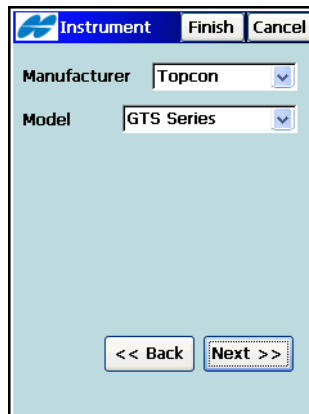 Instrument Finish Cancel
Manufacturer Topcon
Model GTS Series
<< Back Next >>